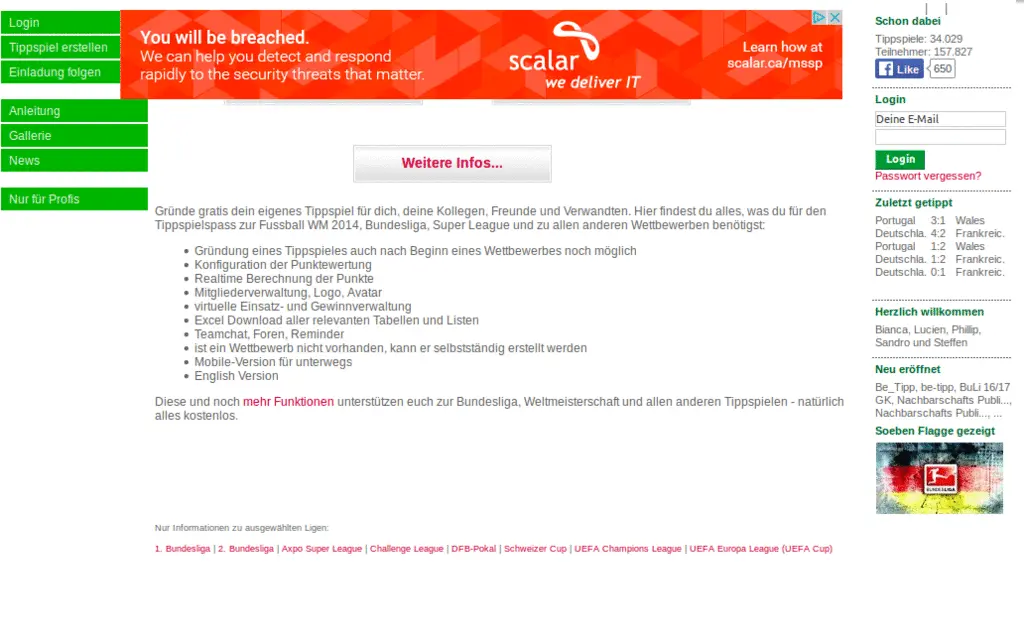 Login
Tippspiel erstellen
Einladung folgen
Anleitung
Gallerie
News
Nur für Profis
You will be breached.
We can help you detect and respond
rapidly to the security threats that matter.
scalar
we deliver IT
Learn how at
scalar.ca/mssp
Weitere Infos...
Gründe gratis dein eigenes Tippspiel für dich, deine Kollegen, Freunde und Verwandten. Hier findest du alles, was du für den
Tippspielspass zur Fussball WM 2014, Bundesliga, Super League und zu allen anderen Wettbewerben benötigst:
Gründung eines Tippspieles auch nach Beginn eines Wettbewerbes noch möglich
Konfiguration der Punktewertung
Realtime Berechnung der Punkte
Mitgliederverwaltung, Logo, Avatar
virtuelle Einsatz- und Gewinnverwaltung
Excel Download aller relevanten Tabellen und Listen
Teamchat, Foren, Reminder
ist ein Wettbewerb nicht vorhanden, kann er selbstständig erstellt werden
Mobile-Version für unterwegs
English Version
Diese und noch mehr Funktionen unterstützen euch zur Bundesliga, Weltmeisterschaft und allen anderen Tippspielen - natürlich
alles kostenlos.
Nur Informationen zu ausgewählten Ligen:
1. Bundesliga | 2. Bundesliga | Axpo Super League | Challenge League | DFB-Pokal | Schweizer Cup | UEFA Champions League | UEFA Europa League (UEFA Cup)
| |
Schon dabei
Tippspiele: 34.029
Teilnehmer: 157.827
Like 650
Login
Deine E-Mail
Login
Passwort vergessen?
Zuletzt getippt
Portugal 3:1 Wales
Deutschla. 4:2 Frankreic.
Portugal 1:2 Wales
Deutschla. 1:2 Frankreic.
Deutschla. 0:1 Frankreic.
Herzlich willkommen
Bianca, Lucien, Phillip,
Sandro und Steffen
Neu eröffnet
Be_Tipp, be-tipp, BuLi 16/17
GK, Nachbarschafts Publi...,
Nachbarschafts Publi..., ...
Soeben Flagge gezeigt
BUNDESLIGA